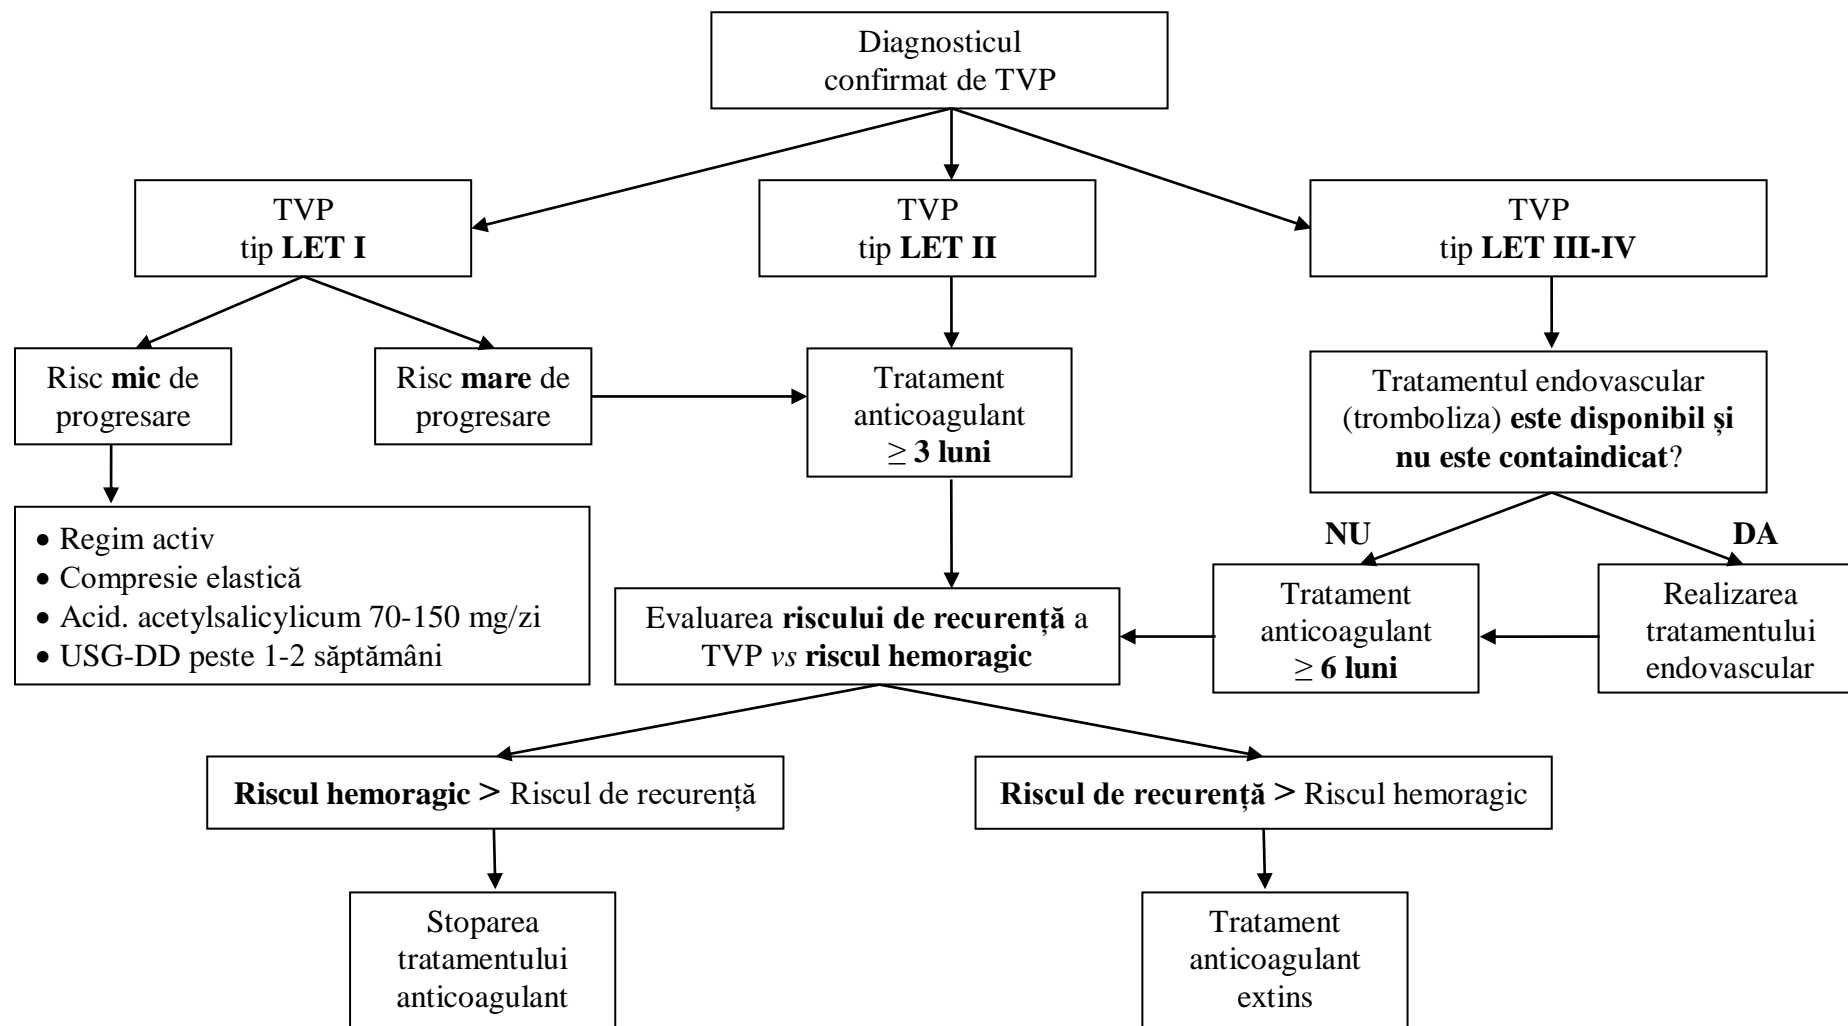 Diagnosticul
confirmat de TVP
TVP
tip LET I
TVP
tip LET II
TVP
tip LET III-IV
Risc mic de
progresare
Risc mare de
progresare
Tratament
anticoagulant
≥ 3 luni
Tratamentul endovascular
(tromboliza) este disponibil și
nu este containdicat?
• Regim activ
• Compresie elastică
• Acid. acetylsalicylicum 70-150 mg/zi
• USG-DD peste 1-2 săptămâni
NU
DA
Evaluarea riscului de recurență a
TVP vs riscul hemoragic
Tratament
anticoagulant
≥ 6 luni
Realizarea
tratamentului
endovascular
Riscul hemoragic > Riscul de recurență
Riscul de recurență > Riscul hemoragic
Stoparea
tratamentului
anticoagulant
Tratament
anticoagulant
extins